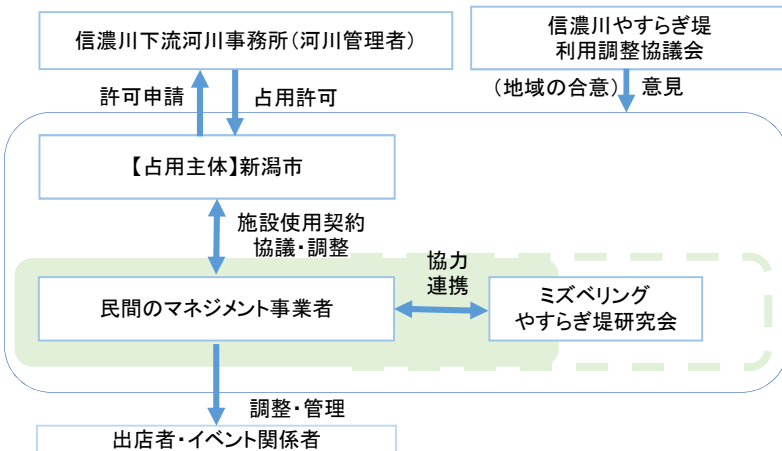 信濃川下流河川事務所（河川管理者）
信濃川やすらぎ堤
利用調整協議会
許可申請
占用許可
（地域の合意）
意見
【占用主体】新潟市
施設使用契約
協議・調整
協力
連携
民間のマネジメント事業者
ミズベリング
やすらぎ堤研究会
調整・管理
出店者・イベント関係者